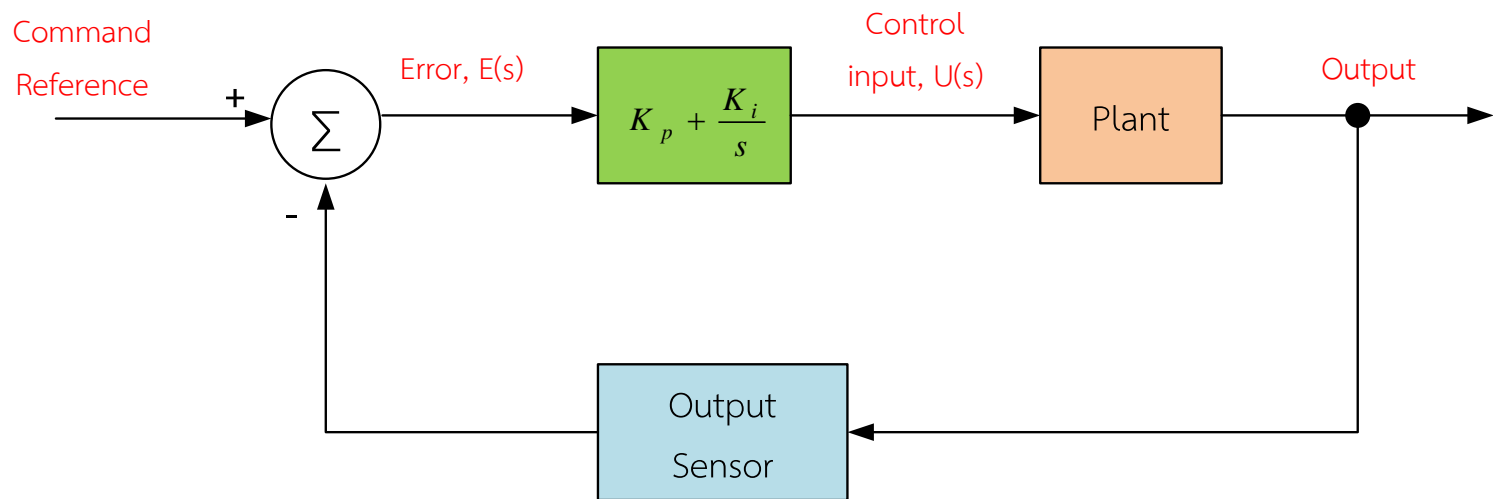 Command
Reference
+
Σ
-
Error, E(s)
K p + K i / s
Control
input, U(s)
Plant
Output
Output
Sensor